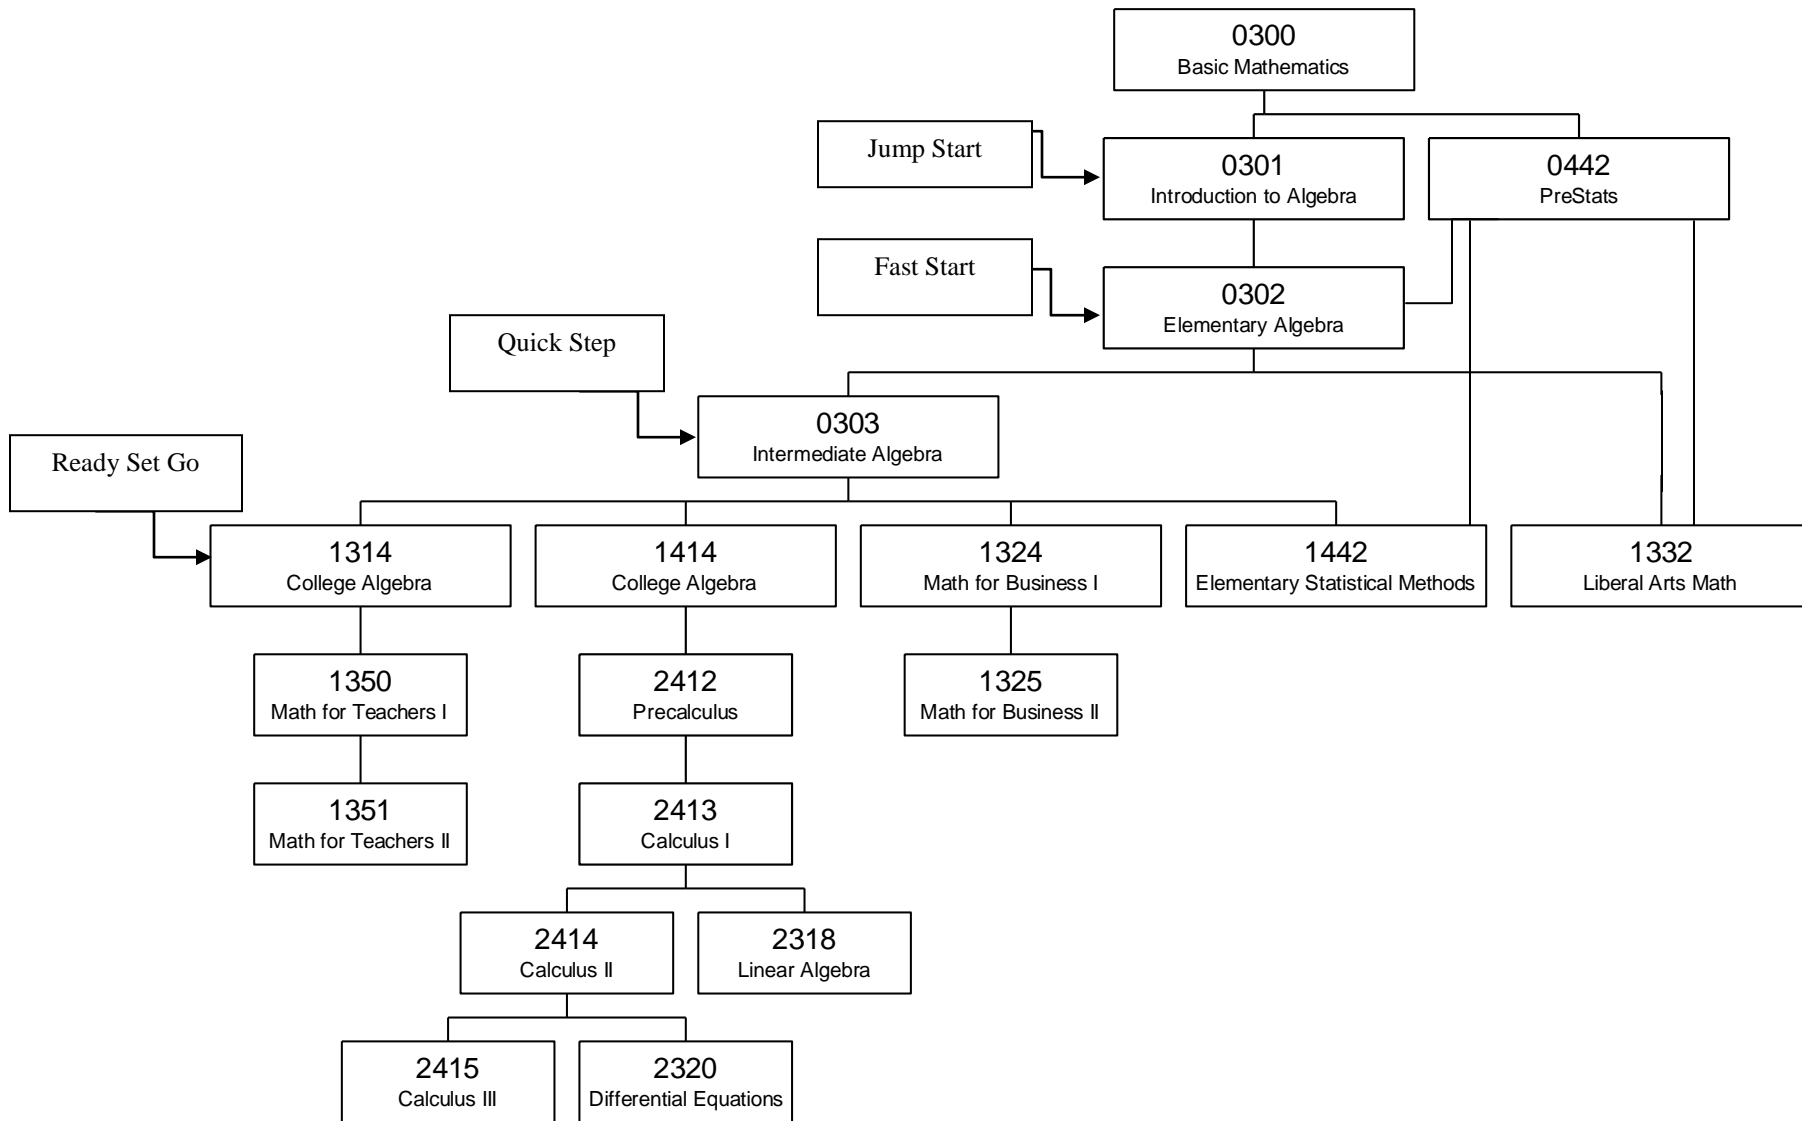 0300
Basic Mathematics
Jump Start
0301
Introduction to Algebra
0442
PreStats
Fast Start
0302
Elementary Algebra
Quick Step
0303
Intermediate Algebra
Ready Set Go
1314
College Algebra
1414
College Algebra
1324
Math for Business I
1442
Elementary Statistical Methods
1332
Liberal Arts Math
1350
Math for Teachers I
2412
Precalculus
1325
Math for Business II
1351
Math for Teachers II
2413
Calculus I
2414
Calculus II
2318
Linear Algebra
2415
Calculus III
2320
Differential Equations